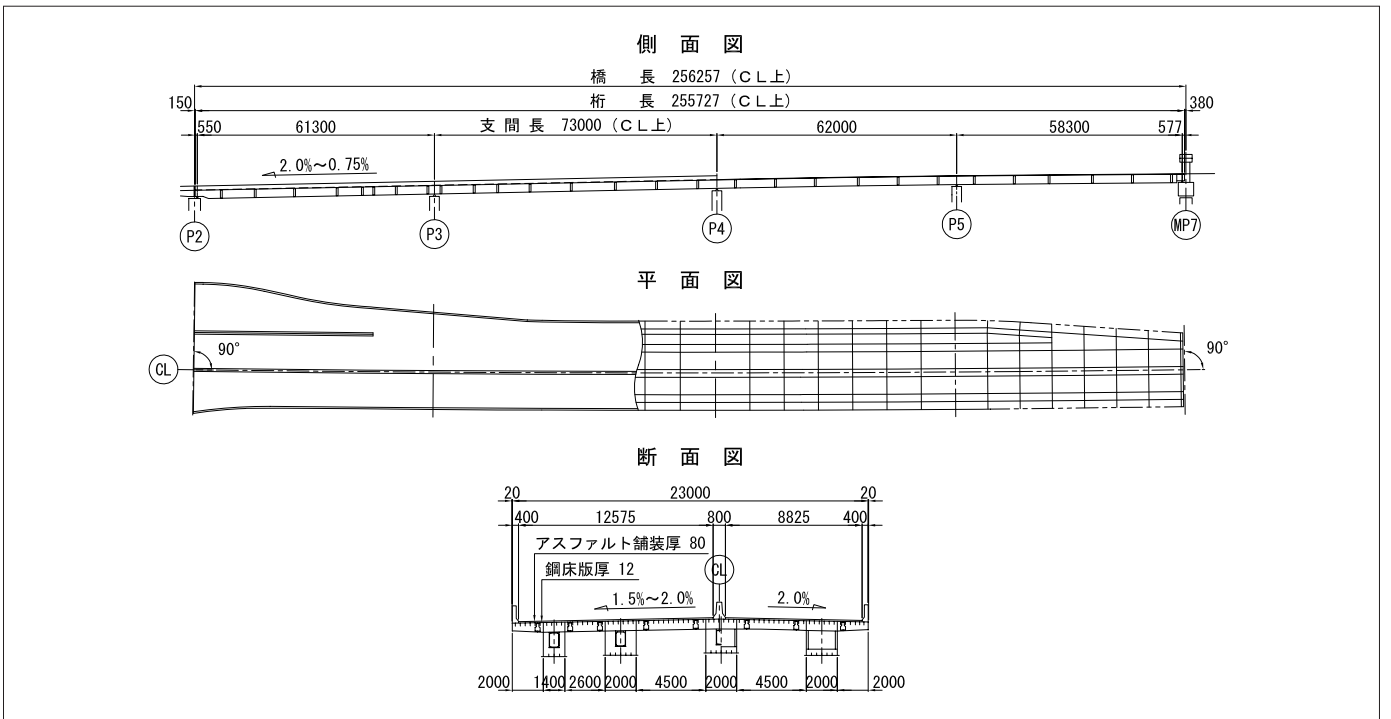 側 面 図
橋 長 256257 (CL上)
150 桁 長 255727 (CL上) 380
550 61300 支 間 長 73000 (CL上) 62000 58300 577
2.0%～0.75%
P2 P3 P4 P5 MP7
平 面 図
90° 90°
CL
断 面 図
20 23000 20
400 12575 800 8825 400
アスファルト舗装厚 80
鋼床版厚 12 CL
1.5%～2.0% 2.0%
2000 1400 2600 2000 4500 2000 4500 2000 2000